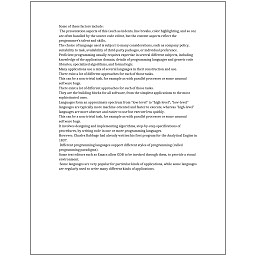 Some of these factors include:
The presentation aspects of this (such as indents, line breaks, color highlighting, and so on)
are often handled by the source code editor, but the content aspects reflect the
programmer's talent and skills.
The choice of language used is subject to many considerations, such as company policy,
suitability to task, availability of third-party packages, or individual preference.
Proficient programming usually requires expertise in several different subjects, including
knowledge of the application domain, details of programming languages and generic code
libraries, specialized algorithms, and formal logic.
Many applications use a mix of several languages in their construction and use.
There exist a lot of different approaches for each of those tasks.
This can be a non-trivial task, for example as with parallel processes or some unusual
software bugs.
There exist a lot of different approaches for each of those tasks.
They are the building blocks for all software, from the simplest applications to the most
sophisticated ones.
Languages form an approximate spectrum from "low-level" to "high-level"; "low-level"
languages are typically more machine-oriented and faster to execute, whereas "high-level"
languages are more abstract and easier to use but execute less quickly.
This can be a non-trivial task, for example as with parallel processes or some unusual
software bugs.
It involves designing and implementing algorithms, step-by-step specifications of
procedures, by writing code in one or more programming languages.
However, Charles Babbage had already written his first program for the Analytical Engine in
1837.
Different programming languages support different styles of programming (called
programming paradigms).
Some text editors such as Emacs allow GDB to be invoked through them, to provide a visual
environment.
Some languages are very popular for particular kinds of applications, while some languages
are regularly used to write many different kinds of applications.